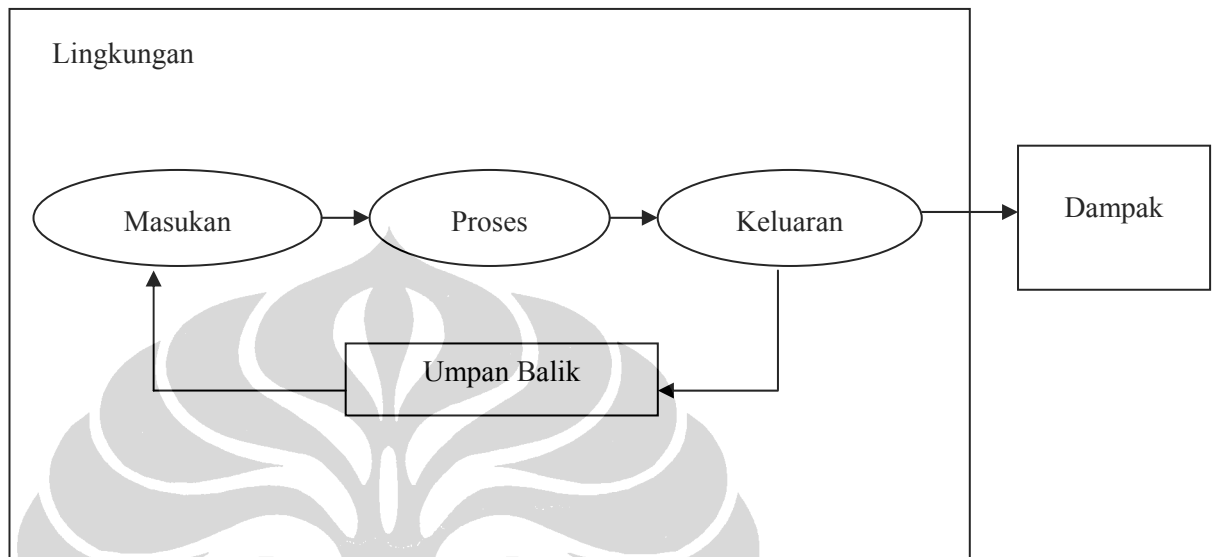 Lingkungan
Masukan
Proses
Keluaran
Dampak
Umpan Balik